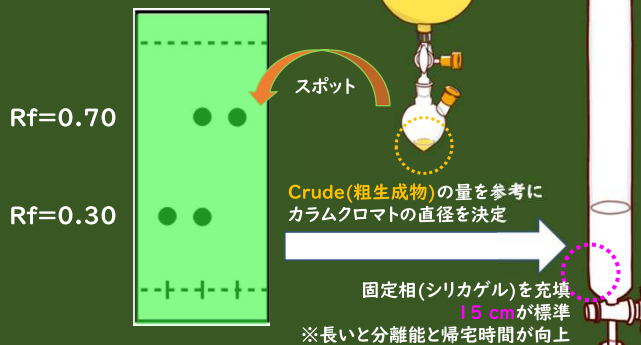 スポット
Rf=0.70
Rf=0.30
Crude(粗生成物)の量を参考に
カラムクロマトの直径を決定
固定相(シリカゲル)を充填
15 cmが標準
※長いと分離能と帰宅時間が向上